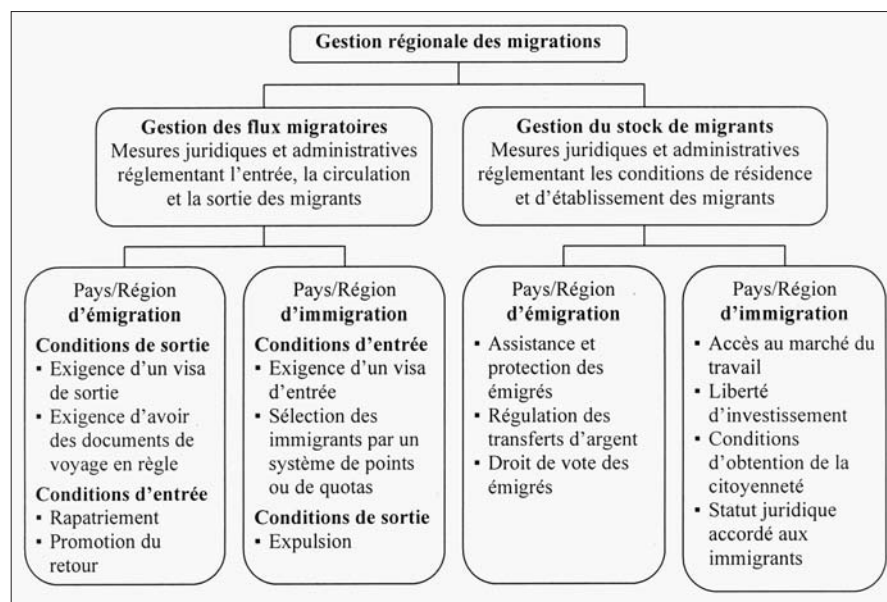 Gestion régionale des migrations
Gestion des flux migratoires
Mesures juridiques et administratives
réglementant l'entrée, la circulation
et la sortie des migrants
Gestion du stock de migrants
Mesures juridiques et administratives
réglementant les conditions de résidence
et d'établissement des migrants
Pays/Région
d'émigration
Conditions de sortie
▪ Exigence d'un visa
de sortie
▪ Exigence d'avoir
des documents de
voyage en règle
Conditions d'entrée
▪ Rapatriement
▪ Promotion du
retour
Pays/Région
d'immigration
Conditions d'entrée
▪ Exigence d'un visa
d'entrée
▪ Sélection des
immigrants par un
système de points
ou de quotas
Conditions de sortie
▪ Expulsion
Pays/Région
d'émigration
▪ Assistance et
protection des
émigrés
▪ Régulation des
transferts d'argent
▪ Droit de vote des
émigrés
Pays/Région
d'immigration
▪ Accès au marché du
travail
▪ Liberté
d'investissement
▪ Conditions
d'obtention de la
citoyenneté
▪ Statut juridique
accordé aux
immigrants